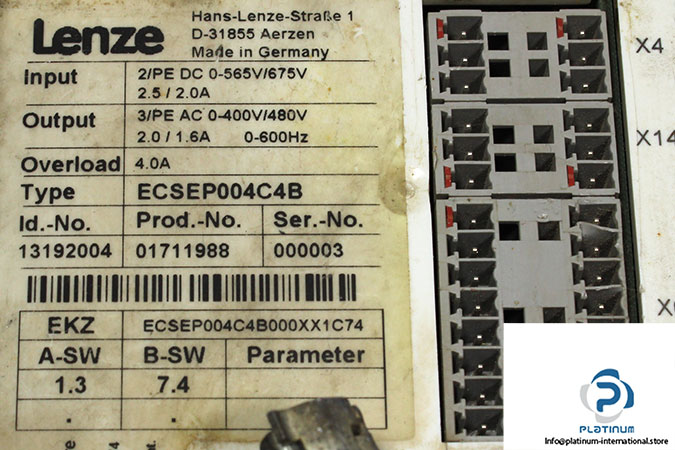 Lenze
Hans-Lenze-Straße 1
D-31855 Aerzen
Made in Germany
Input 2/PE DC 0-565V/675V
2.5 / 2.0A
Output 3/PE AC 0-400V/480V
2.0 / 1.6A 0-600Hz
Overload 4.0A
Type ECSEP004C4B
Id.-No. Prod.-No. Ser.-No.
13192004 01711988 000003
EKZ ECSEP004C4B000XX1C74
A-SW B-SW Parameter
1.3 7.4
. .
X4
X14
PLATINUM
Info@platinum-international.store